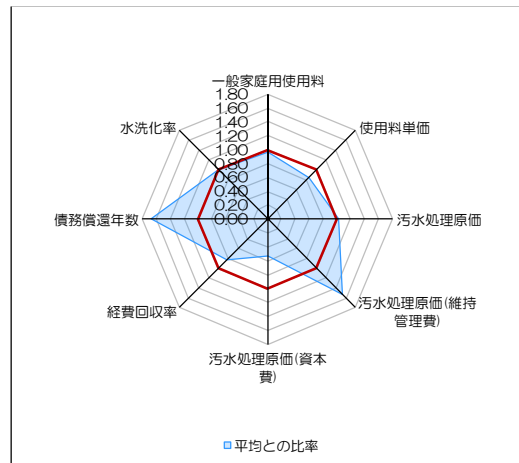 一般家庭用使用料
1.80
1.60
1.40
1.20
1.00
0.80
0.60
0.40
0.20
0.00
使用料単価
汚水処理原価
汚水処理原価(維持
管理費)
汚水処理原価(資本
費)
経費回収率
債務償還年数
水洗化率
平均との比率